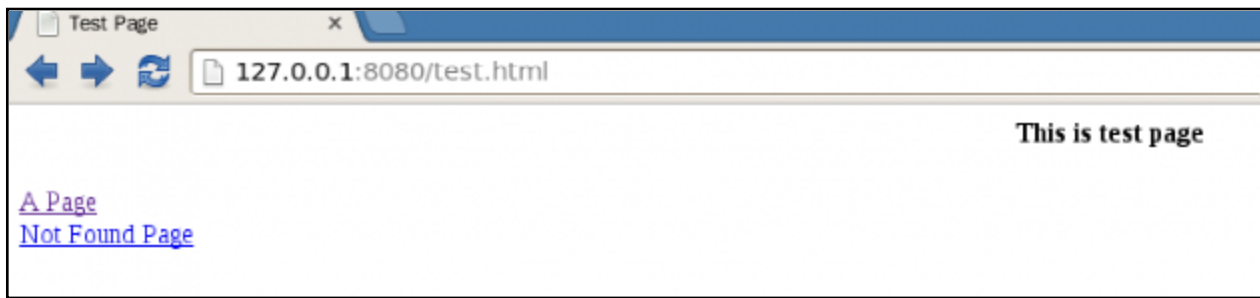 Test Page
127.0.0.1:8080/test.html
This is test page
A Page
Not Found Page